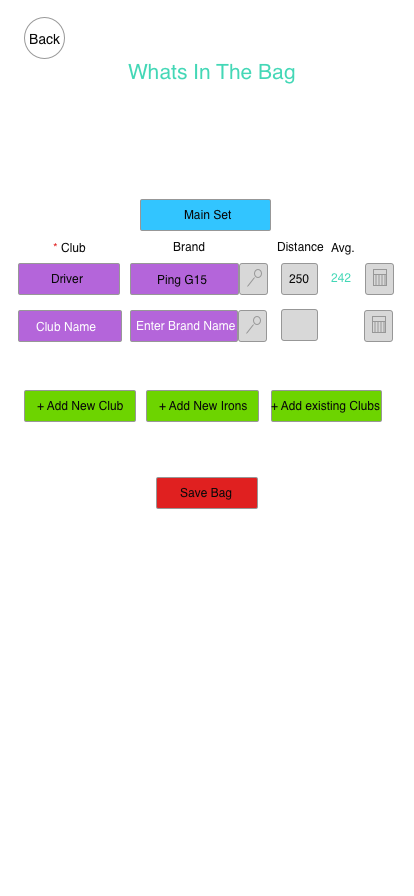 Back
Whats In The Bag
Main Set
* Club Brand Distance Avg.
Driver Ping G15 250 242
Club Name Enter Brand Name
+ Add New Club + Add New Irons + Add existing Clubs
Save Bag